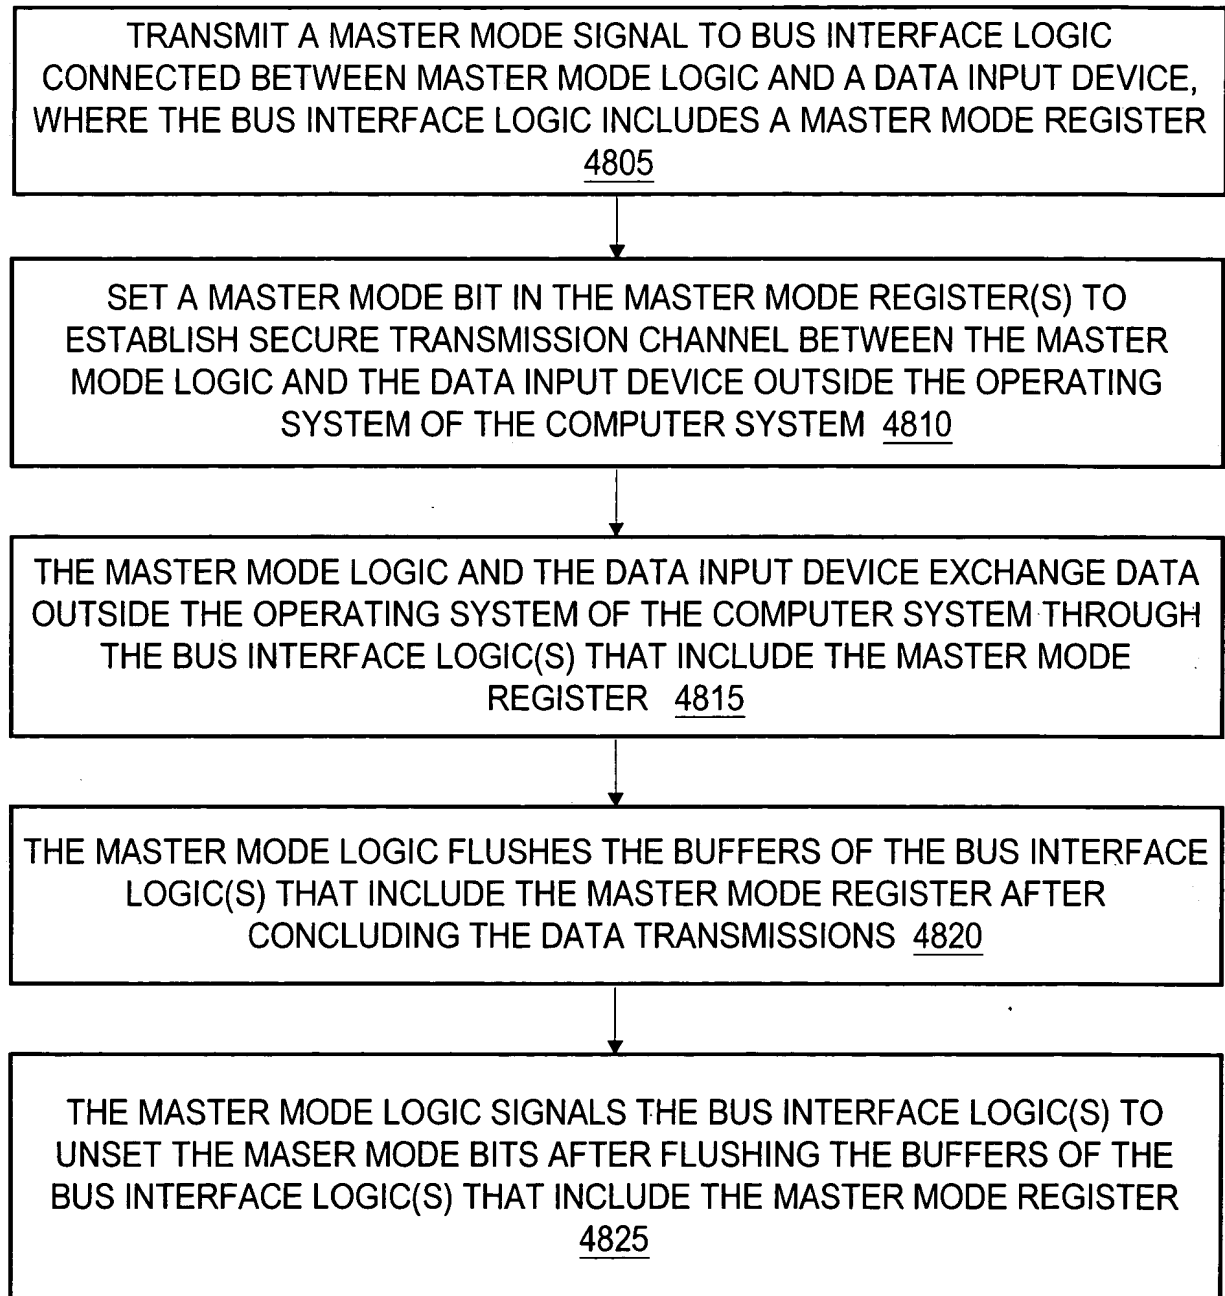 TRANSMIT A MASTER MODE SIGNAL TO BUS INTERFACE LOGIC
CONNECTED BETWEEN MASTER MODE LOGIC AND A DATA INPUT DEVICE,
WHERE THE BUS INTERFACE LOGIC INCLUDES A MASTER MODE REGISTER
4805
SET A MASTER MODE BIT IN THE MASTER MODE REGISTER(S) TO
ESTABLISH SECURE TRANSMISSION CHANNEL BETWEEN THE MASTER
MODE LOGIC AND THE DATA INPUT DEVICE OUTSIDE THE OPERATING
SYSTEM OF THE COMPUTER SYSTEM 4810
THE MASTER MODE LOGIC AND THE DATA INPUT DEVICE EXCHANGE DATA
OUTSIDE THE OPERATING SYSTEM OF THE COMPUTER SYSTEM THROUGH
THE BUS INTERFACE LOGIC(S) THAT INCLUDE THE MASTER MODE
REGISTER 4815
THE MASTER MODE LOGIC FLUSHES THE BUFFERS OF THE BUS INTERFACE
LOGIC(S) THAT INCLUDE THE MASTER MODE REGISTER AFTER
CONCLUDING THE DATA TRANSMISSIONS 4820
THE MASTER MODE LOGIC SIGNALS THE BUS INTERFACE LOGIC(S) TO
UNSET THE MASER MODE BITS AFTER FLUSHING THE BUFFERS OF THE
BUS INTERFACE LOGIC(S) THAT INCLUDE THE MASTER MODE REGISTER
4825